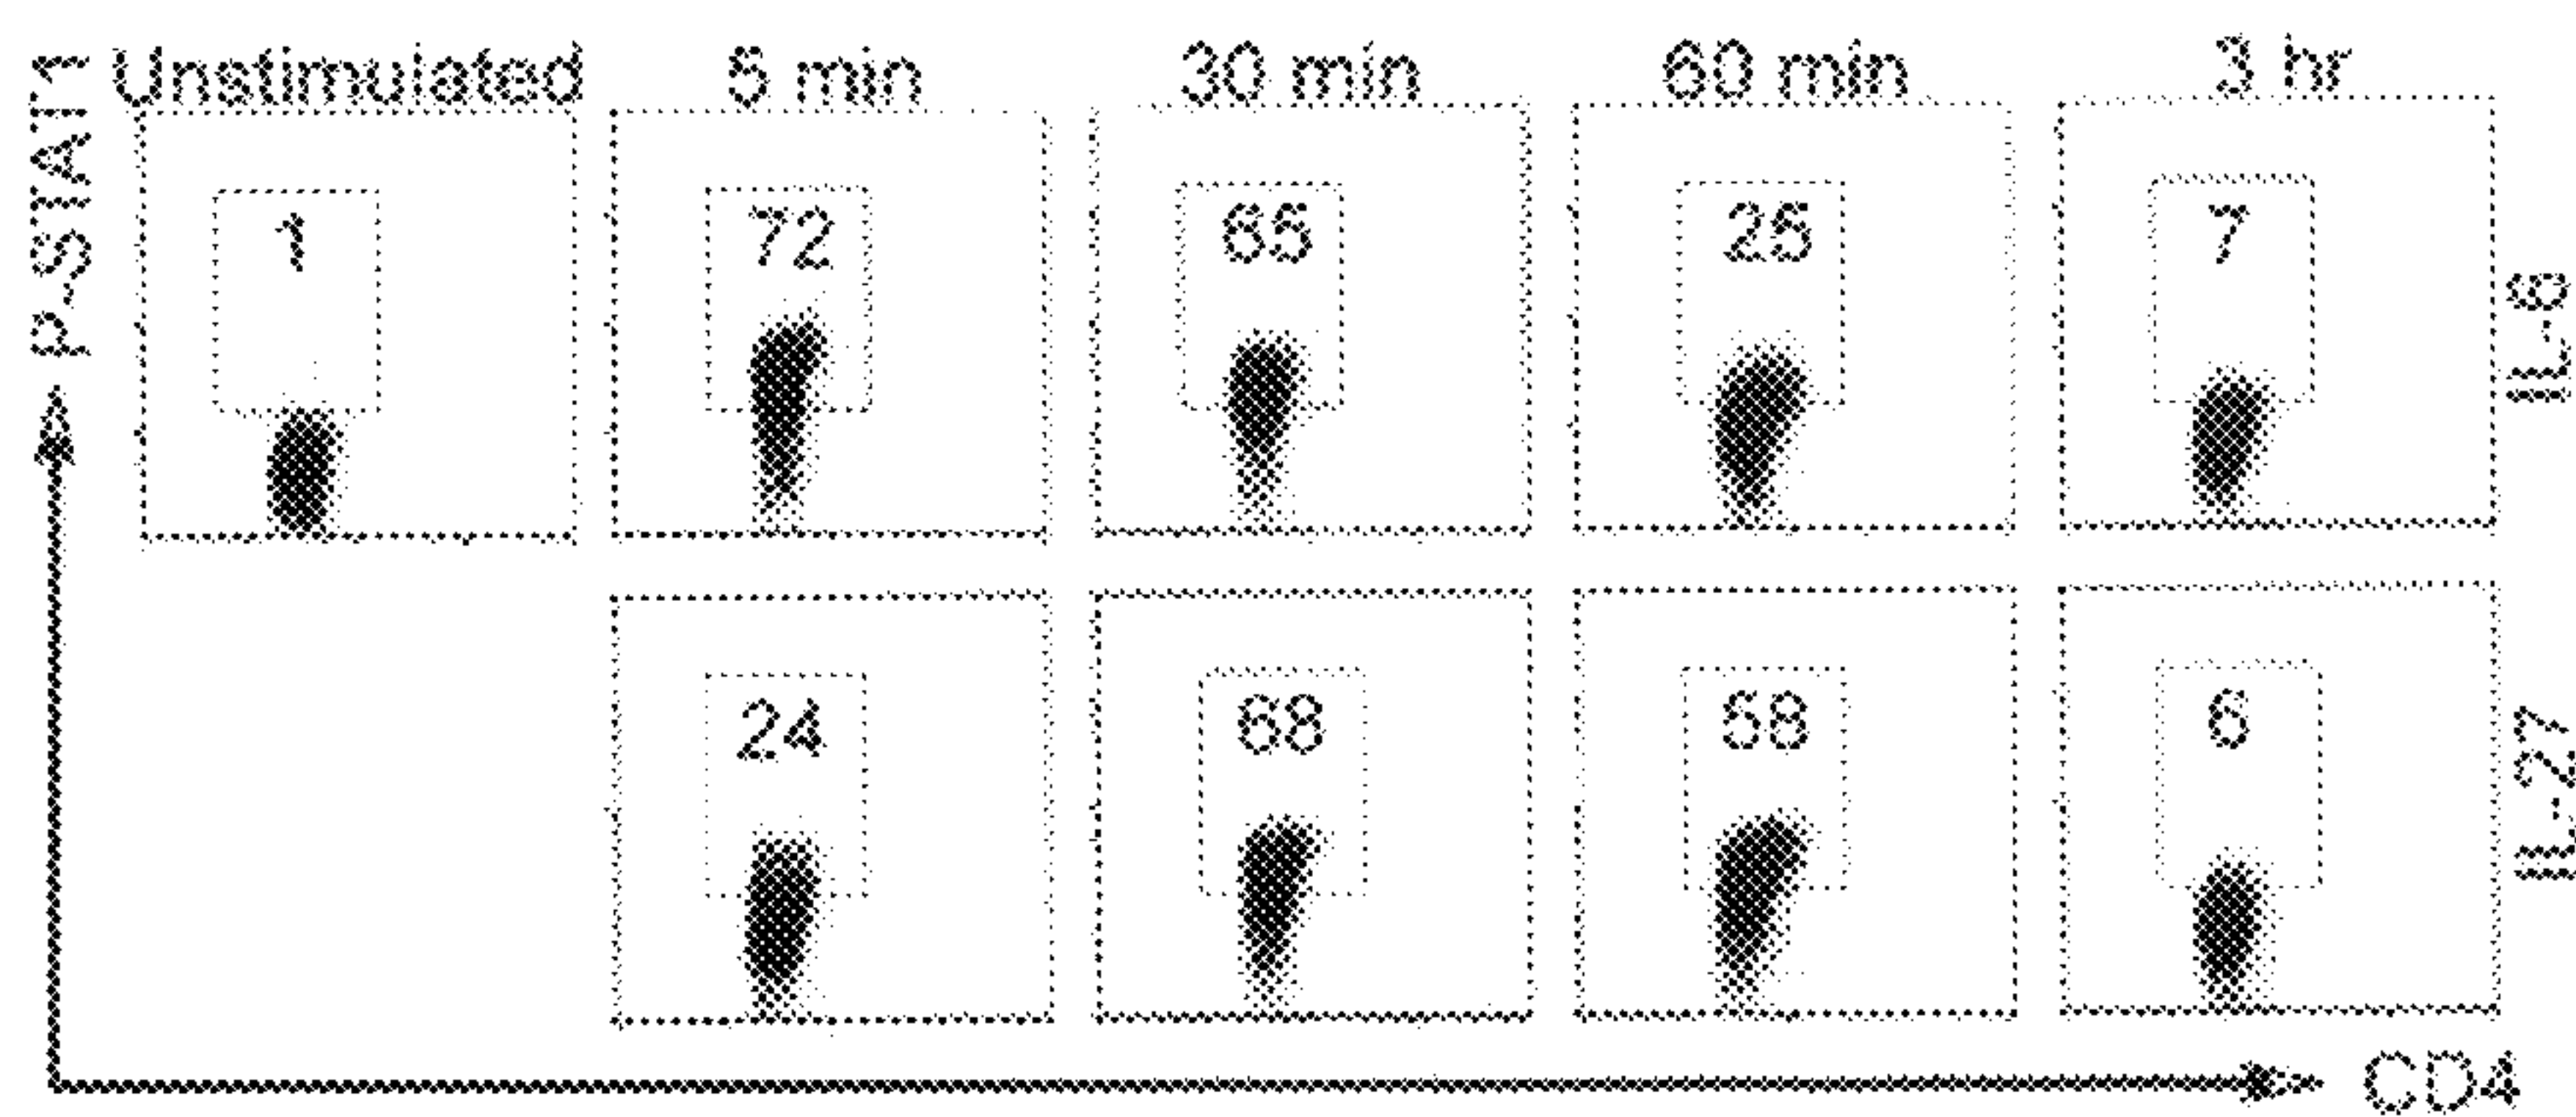 P-STAT1
Unstimulated 5 min 30 min 60 min 3 hr
1 72 65 25 7
IL-6
24 68 58 6
IL-27
CD4